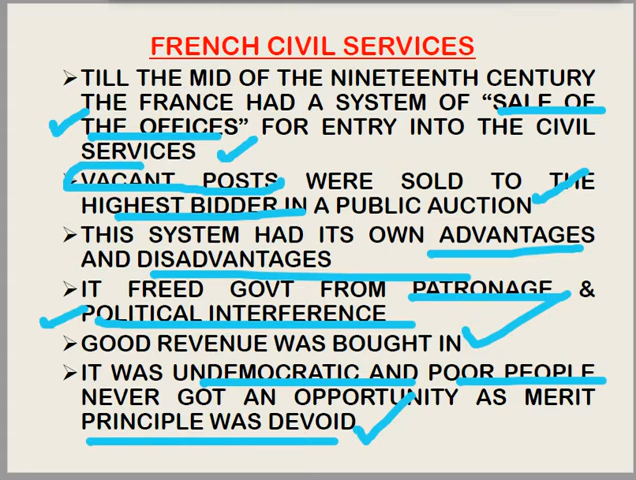 FRENCH CIVIL SERVICES
➢TILL THE MID OF THE NINETEENTH CENTURY
THE FRANCE HAD A SYSTEM OF “SALE OF
THE OFFICES” FOR ENTRY INTO THE CIVIL
SERVICES
➢VACANT POSTS WERE SOLD TO THE
HIGHEST BIDDER IN A PUBLIC AUCTION
➢THIS SYSTEM HAD ITS OWN ADVANTAGES
AND DISADVANTAGES
➢IT FREED GOVT FROM PATRONAGE &
POLITICAL INTERFERENCE
➢GOOD REVENUE WAS BOUGHT IN
➢IT WAS UNDEMOCRATIC AND POOR PEOPLE
NEVER GOT AN OPPORTUNITY AS MERIT
PRINCIPLE WAS DEVOID